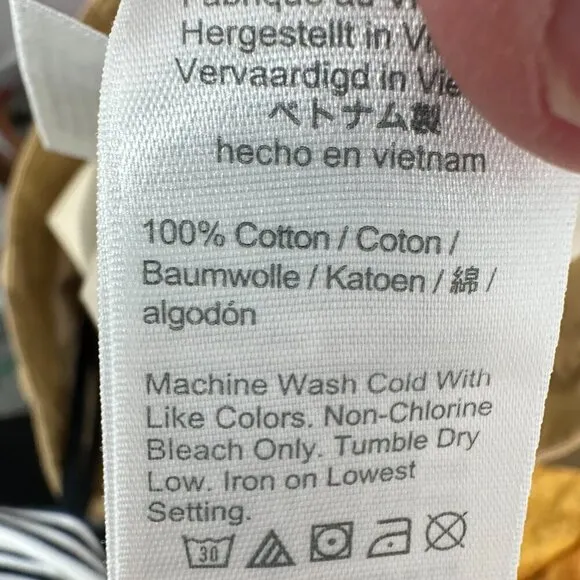 Hergestellt in
Vervaardigd in
ベトナム製
hecho en vietnam
100% Cotton / Coton /
Baumwolle / Katoen / 綿 /
algodón
Machine Wash Cold With
Like Colors. Non-Chlorine
Bleach Only. Tumble Dry
Low. Iron on Lowest
Setting.
30